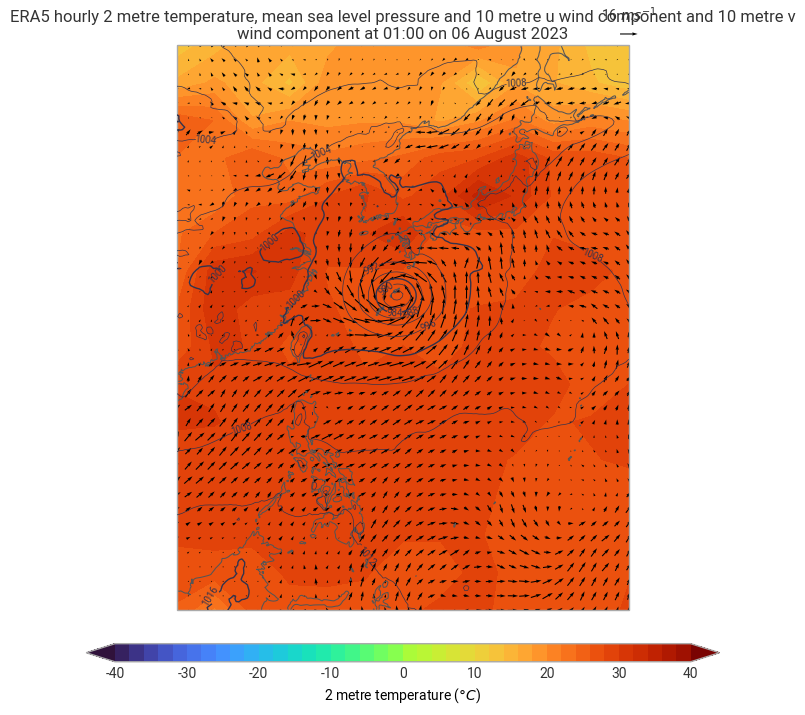 ERA5 hourly 2 metre temperature, mean sea level pressure and 10 metre u wind component and 10 metre v
16 ms⁻¹
wind component at 01:00 on 06 August 2023
1008
1004
1004
1000
1008
1000
1000
1008
1012
1016
-40 -30 -20 -10 0 10 20 30 40
2 metre temperature (°C)